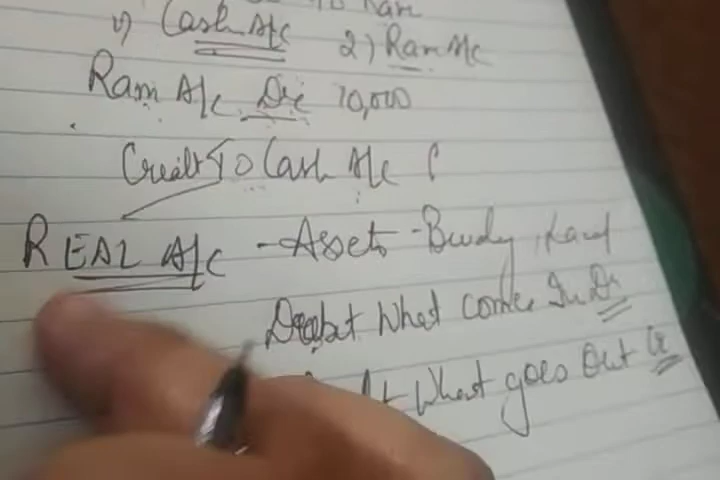 1) Cash A/c 2) Ram A/c
Ram A/c Dr 10,000
Credit To Cash A/c
REAL A/c - Assets - Building, Land
Debit What comes In Dr
What goes Out Cr